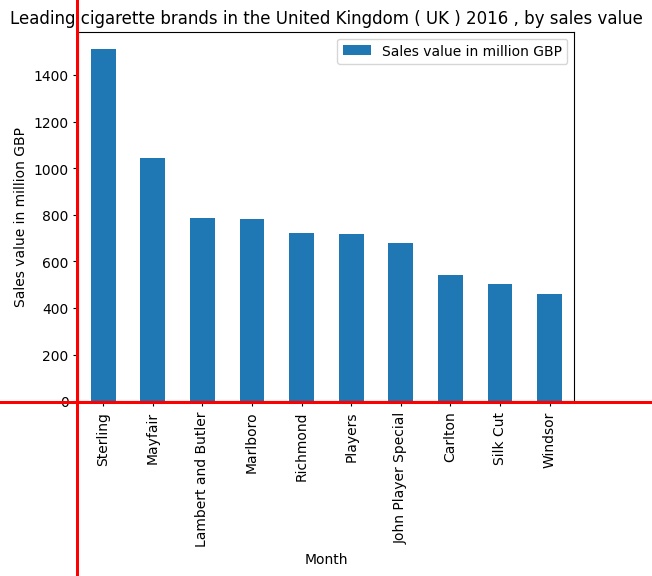 Leading cigarette brands in the United Kingdom ( UK ) 2016 , by sales value
Sales value in million GBP
Sales value in million GBP
1400
1200
1000
800
600
400
200
0
Sterling
Mayfair
Lambert and Butler
Marlboro
Richmond
Players
John Player Special
Carlton
Silk Cut
Windsor
Month